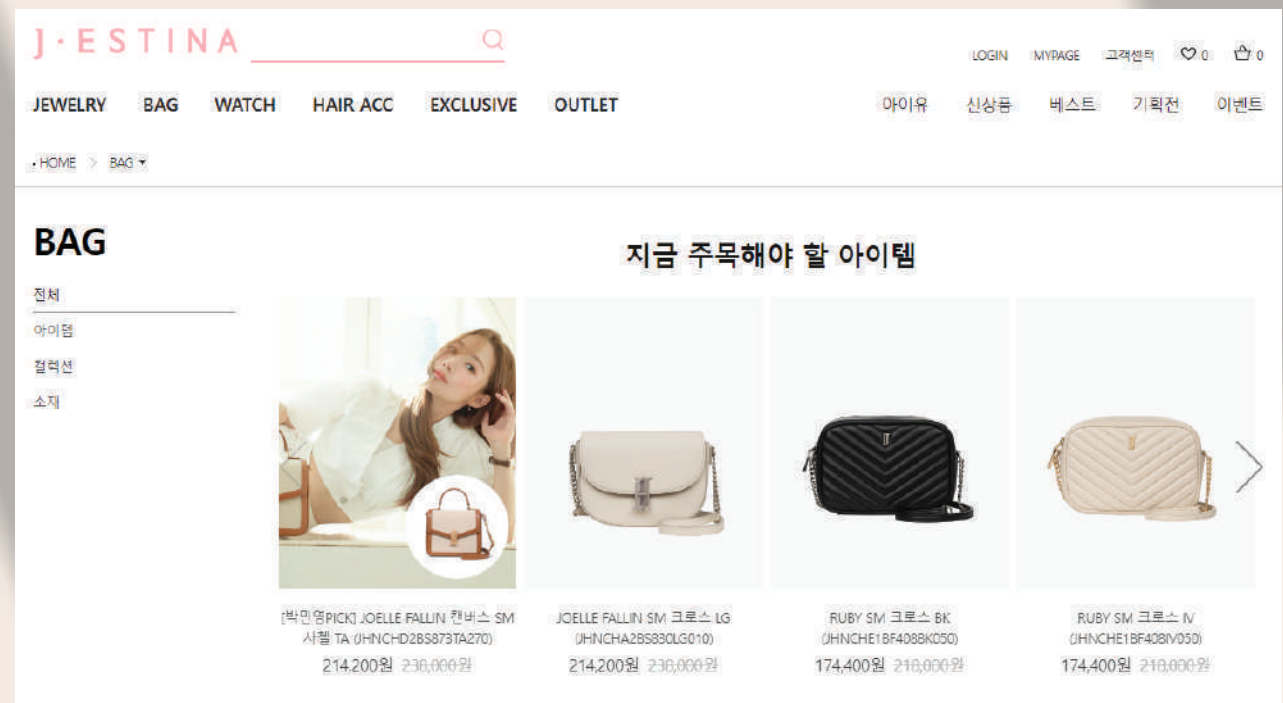 J·ESTINA
LOGIN MYPAGE 고객센터 0 0
JEWELRY BAG WATCH HAIR ACC EXCLUSIVE OUTLET 아이유 신상품 베스트 기획전 이벤트
• HOME > BAG ▾
BAG
지금 주목해야 할 아이템
전체
아이템
컬렉션
소재
[박민영PICK] JOELLE FALLIN 캔버스 SM JOELLE FALLIN SM 크로스 LG RUBY SM 크로스 BK RUBY SM 크로스 IV
사첼 TA (JHNCHD2BS873TA270) (JHNCHA2BS830LG010) (JHNCHE1BF408BK050) (JHNCHE1BF408IV050)
214,200원 238,000원 214,200원 238,000원 174,400원 218,000원 174,400원 218,000원